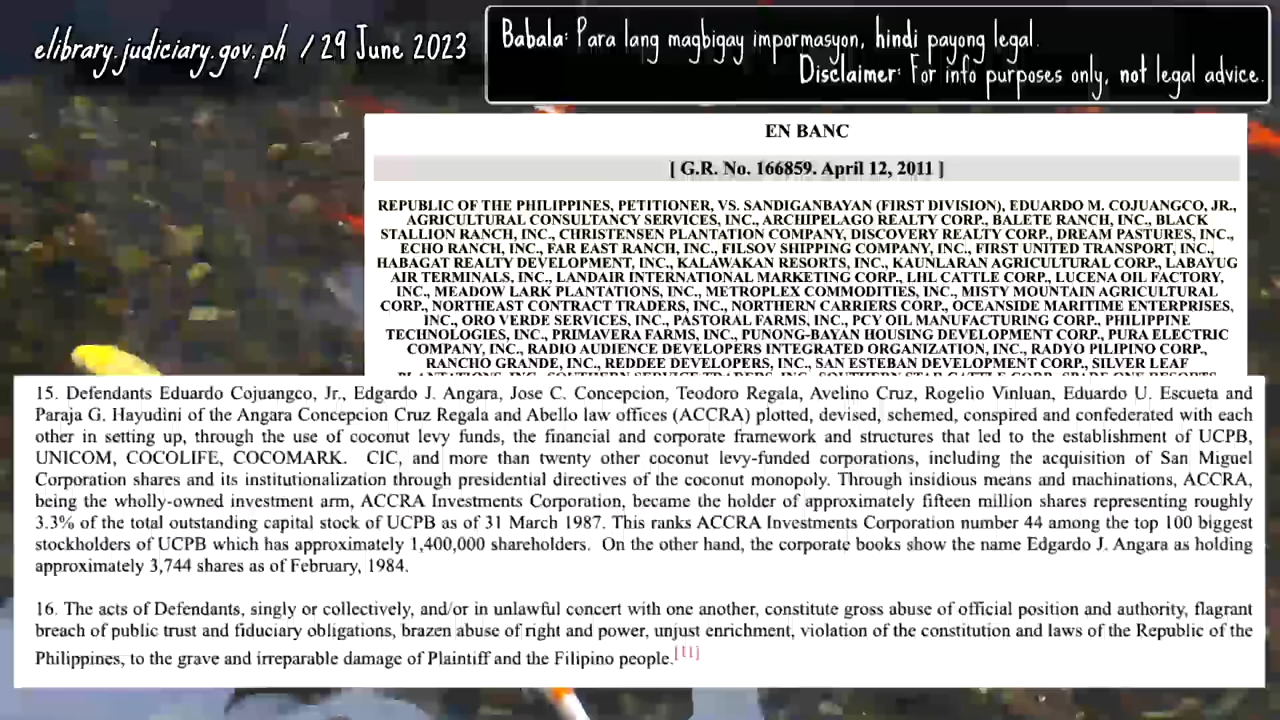 elibrary.judiciary.gov.ph / 29 June 2023
Babala: Para lang magbigay impormasyon, hindi payong legal.
Disclaimer: For info purposes only, not legal advice.
EN BANC
[ G.R. No. 166859. April 12, 2011 ]
REPUBLIC OF THE PHILIPPINES, PETITIONER, VS. SANDIGANBAYAN (FIRST DIVISION), EDUARDO M. COJUANGCO, JR.,
AGRICULTURAL CONSULTANCY SERVICES, INC., ARCHIPELAGO REALTY CORP., BALETE RANCH, INC., BLACK
STALLION RANCH, INC., CHRISTENSEN PLANTATION COMPANY, DISCOVERY REALTY CORP., DREAM PASTURES, INC.,
ECHO RANCH, INC., FAR EAST RANCH, INC., FILSOV SHIPPING COMPANY, INC., FIRST UNITED TRANSPORT, INC.,
HABAGAT REALTY DEVELOPMENT, INC., KALAWAKAN RESORTS, INC., KAUNLARAN AGRICULTURAL CORP., LABAYUG
AIR TERMINALS, INC., LANDAIR INTERNATIONAL MARKETING CORP., LHL CATTLE CORP., LUCENA OIL FACTORY,
INC., MEADOW LARK PLANTATIONS, INC., METROPLEX COMMODITIES, INC., MISTY MOUNTAIN AGRICULTURAL
CORP., NORTHEAST CONTRACT TRADERS, INC., NORTHERN CARRIERS CORP., OCEANSIDE MARITIME ENTERPRISES,
INC., ORO VERDE SERVICES, INC., PASTORAL FARMS, INC., PCY OIL MANUFACTURING CORP., PHILIPPINE
TECHNOLOGIES, INC., PRIMAVERA FARMS, INC., PUNONG-BAYAN HOUSING DEVELOPMENT CORP., PURA ELECTRIC
COMPANY, INC., RADIO AUDIENCE DEVELOPERS INTEGRATED ORGANIZATION, INC., RADYO PILIPINO CORP.,
RANCHO GRANDE, INC., REDDEE DEVELOPERS, INC., SAN ESTEBAN DEVELOPMENT CORP., SILVER LEAF
15. Defendants Eduardo Cojuangco, Jr., Edgardo J. Angara, Jose C. Concepcion, Teodoro Regala, Avelino Cruz, Rogelio Vinluan, Eduardo U. Escueta and
Paraja G. Hayudini of the Angara Concepcion Cruz Regala and Abello law offices (ACCRA) plotted, devised, schemed, conspired and confederated with each
other in setting up, through the use of coconut levy funds, the financial and corporate framework and structures that led to the establishment of UCPB,
UNICOM, COCOLIFE, COCOMARK. CIC, and more than twenty other coconut levy-funded corporations, including the acquisition of San Miguel
Corporation shares and its institutionalization through presidential directives of the coconut monopoly. Through insidious means and machinations, ACCRA,
being the wholly-owned investment arm, ACCRA Investments Corporation, became the holder of approximately fifteen million shares representing roughly
3.3% of the total outstanding capital stock of UCPB as of 31 March 1987. This ranks ACCRA Investments Corporation number 44 among the top 100 biggest
stockholders of UCPB which has approximately 1,400,000 shareholders. On the other hand, the corporate books show the name Edgardo J. Angara as holding
approximately 3,744 shares as of February, 1984.
16. The acts of Defendants, singly or collectively, and/or in unlawful concert with one another, constitute gross abuse of official position and authority, flagrant
breach of public trust and fiduciary obligations, brazen abuse of right and power, unjust enrichment, violation of the constitution and laws of the Republic of the
Philippines, to the grave and irreparable damage of Plaintiff and the Filipino people.[11]